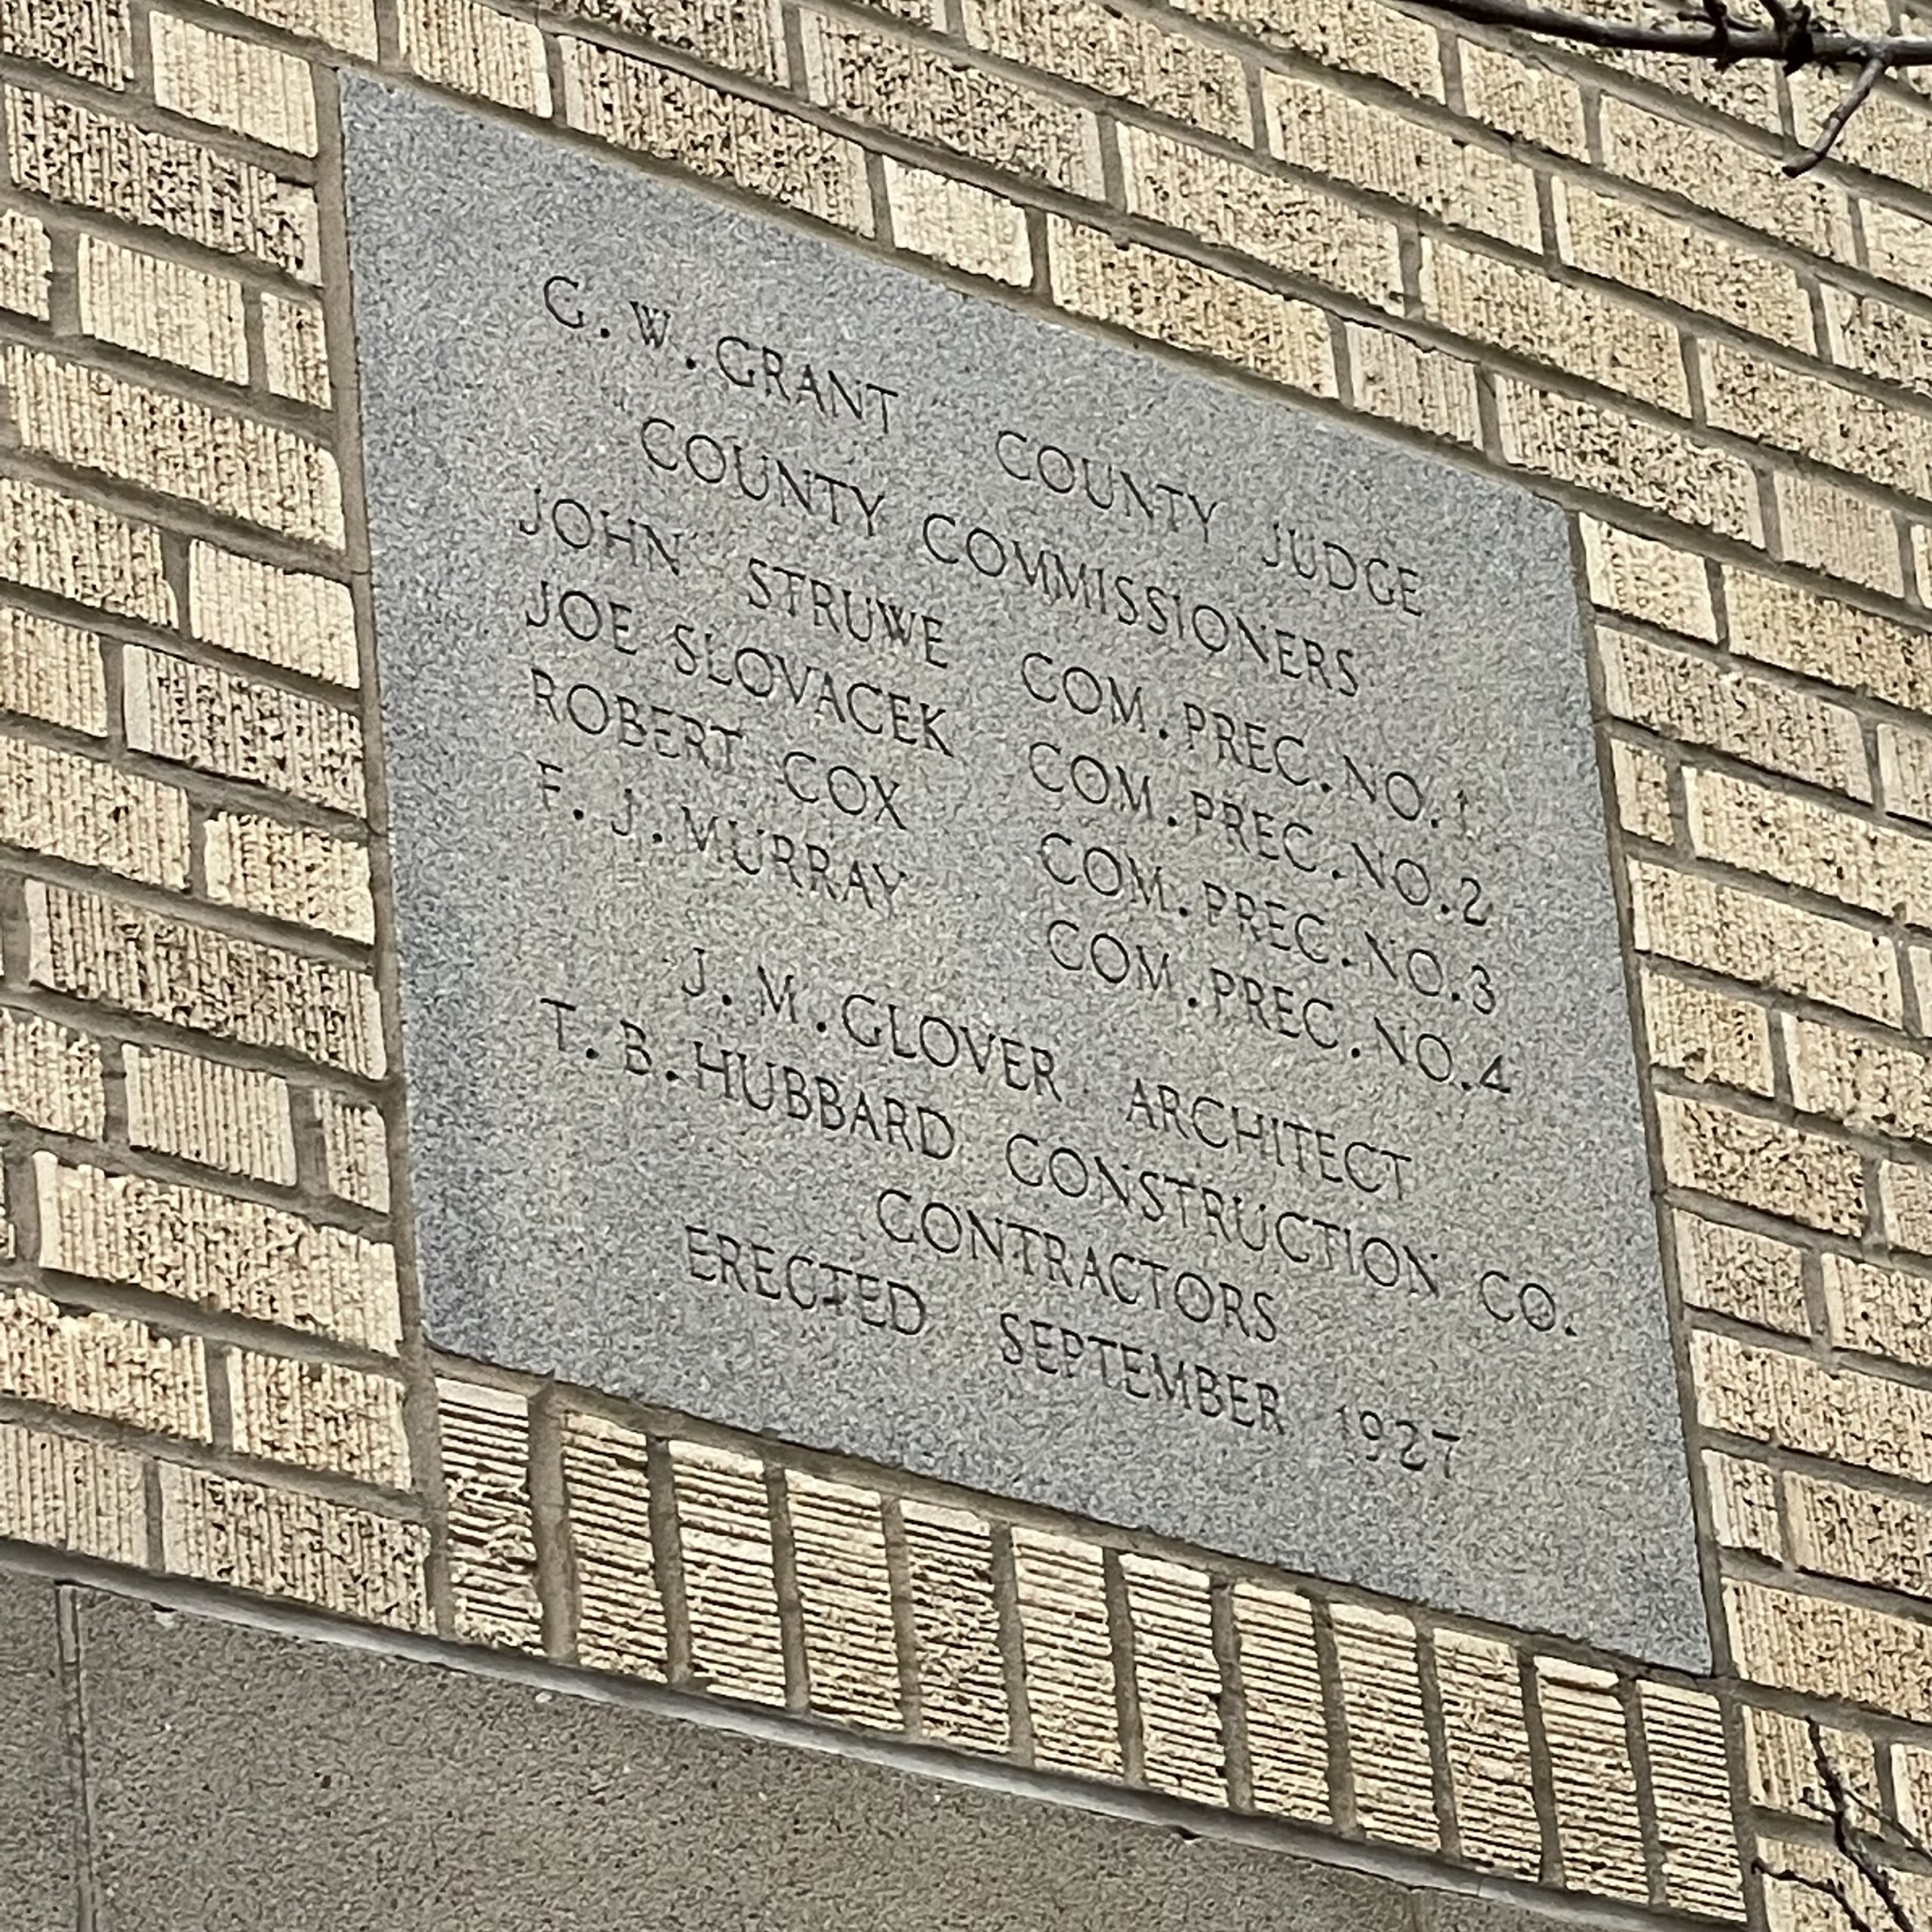 C. W. GRANT COUNTY JUDGE
COUNTY COMMISSIONERS
JOHN STRUWE COM. PREC. NO. 1
JOE SLOVACEK COM. PREC. NO. 2
ROBERT COX COM. PREC. NO. 3
F. J. MURRAY COM. PREC. NO. 4
J. M. GLOVER ARCHITECT
T. B. HUBBARD CONSTRUCTION CO.
CONTRACTORS
ERECTED SEPTEMBER 1927